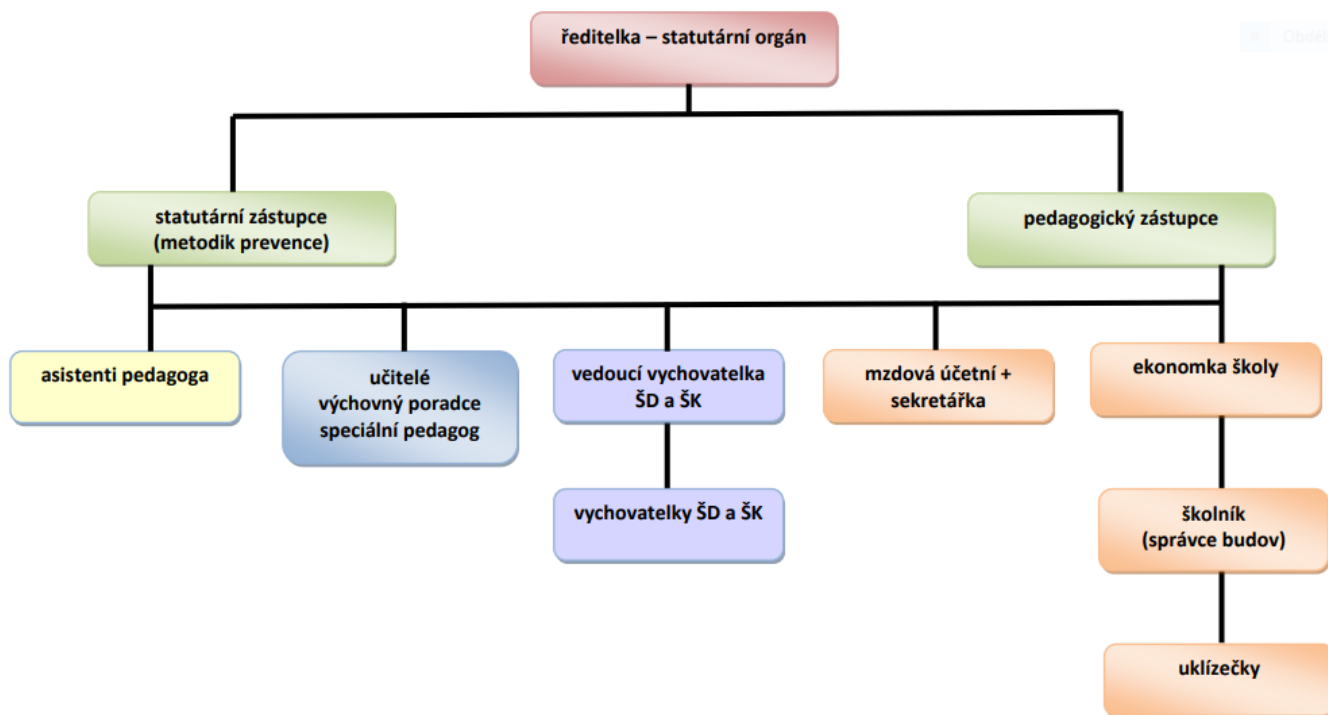 ředitelka – statutární orgán
statutární zástupce
(metodik prevence)
pedagogický zástupce
asistenti pedagoga
učitelé
výchovný poradce
speciální pedagog
vedoucí vychovatelka
ŠD a ŠK
mzdová účetní +
sekretářka
ekonomka školy
vychovatelky ŠD a ŠK
školník
(správce budov)
uklízečky